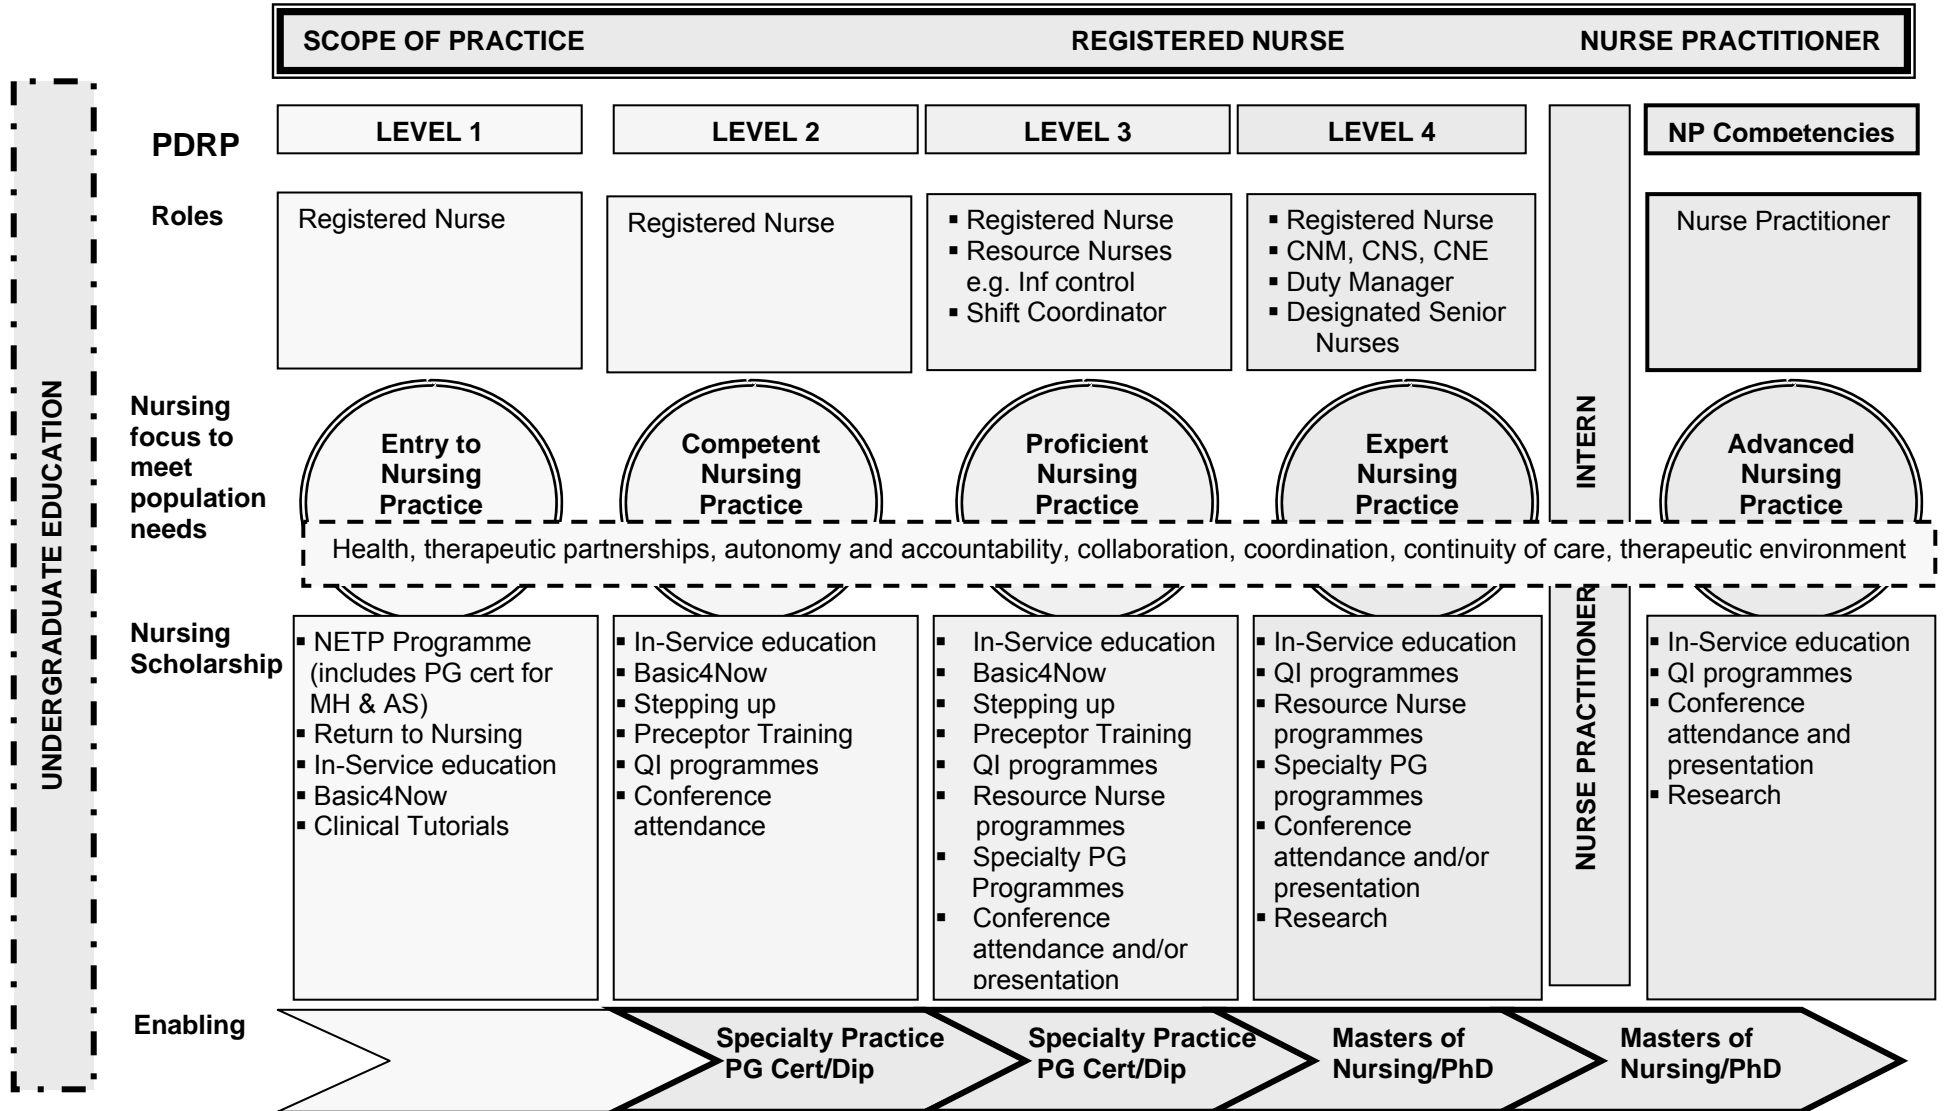 SCOPE OF PRACTICE REGISTERED NURSE NURSE PRACTITIONER
UNDERGRADUATE EDUCATION
PDRP
LEVEL 1
LEVEL 2
LEVEL 3
LEVEL 4
NP Competencies
Roles
Registered Nurse
Registered Nurse
▪ Registered Nurse
▪ Resource Nurses
e.g. Inf control
▪ Shift Coordinator
▪ Registered Nurse
▪ CNM, CNS, CNE
▪ Duty Manager
▪ Designated Senior
Nurses
Nurse Practitioner
NURSE PRACTITIONER INTERN
Nursing
focus to
meet
population
needs
Entry to
Nursing
Practice
Competent
Nursing
Practice
Proficient
Nursing
Practice
Expert
Nursing
Practice
Advanced
Nursing
Practice
Health, therapeutic partnerships, autonomy and accountability, collaboration, coordination, continuity of care, therapeutic environment
Nursing
Scholarship
▪ NETP Programme
(includes PG cert for
MH & AS)
▪ Return to Nursing
▪ In-Service education
▪ Basic4Now
▪ Clinical Tutorials
▪ In-Service education
▪ Basic4Now
▪ Stepping up
▪ Preceptor Training
▪ QI programmes
▪ Conference
attendance
▪ In-Service education
▪ Basic4Now
▪ Stepping up
▪ Preceptor Training
▪ QI programmes
▪ Resource Nurse
programmes
▪ Specialty PG
Programmes
▪ Conference
attendance and/or
presentation
▪ In-Service education
▪ QI programmes
▪ Resource Nurse
programmes
▪ Specialty PG
programmes
▪ Conference
attendance and/or
presentation
▪ Research
▪ In-Service education
▪ QI programmes
▪ Conference
attendance and
presentation
▪ Research
Enabling
Specialty Practice
PG Cert/Dip
Specialty Practice
PG Cert/Dip
Masters of
Nursing/PhD
Masters of
Nursing/PhD